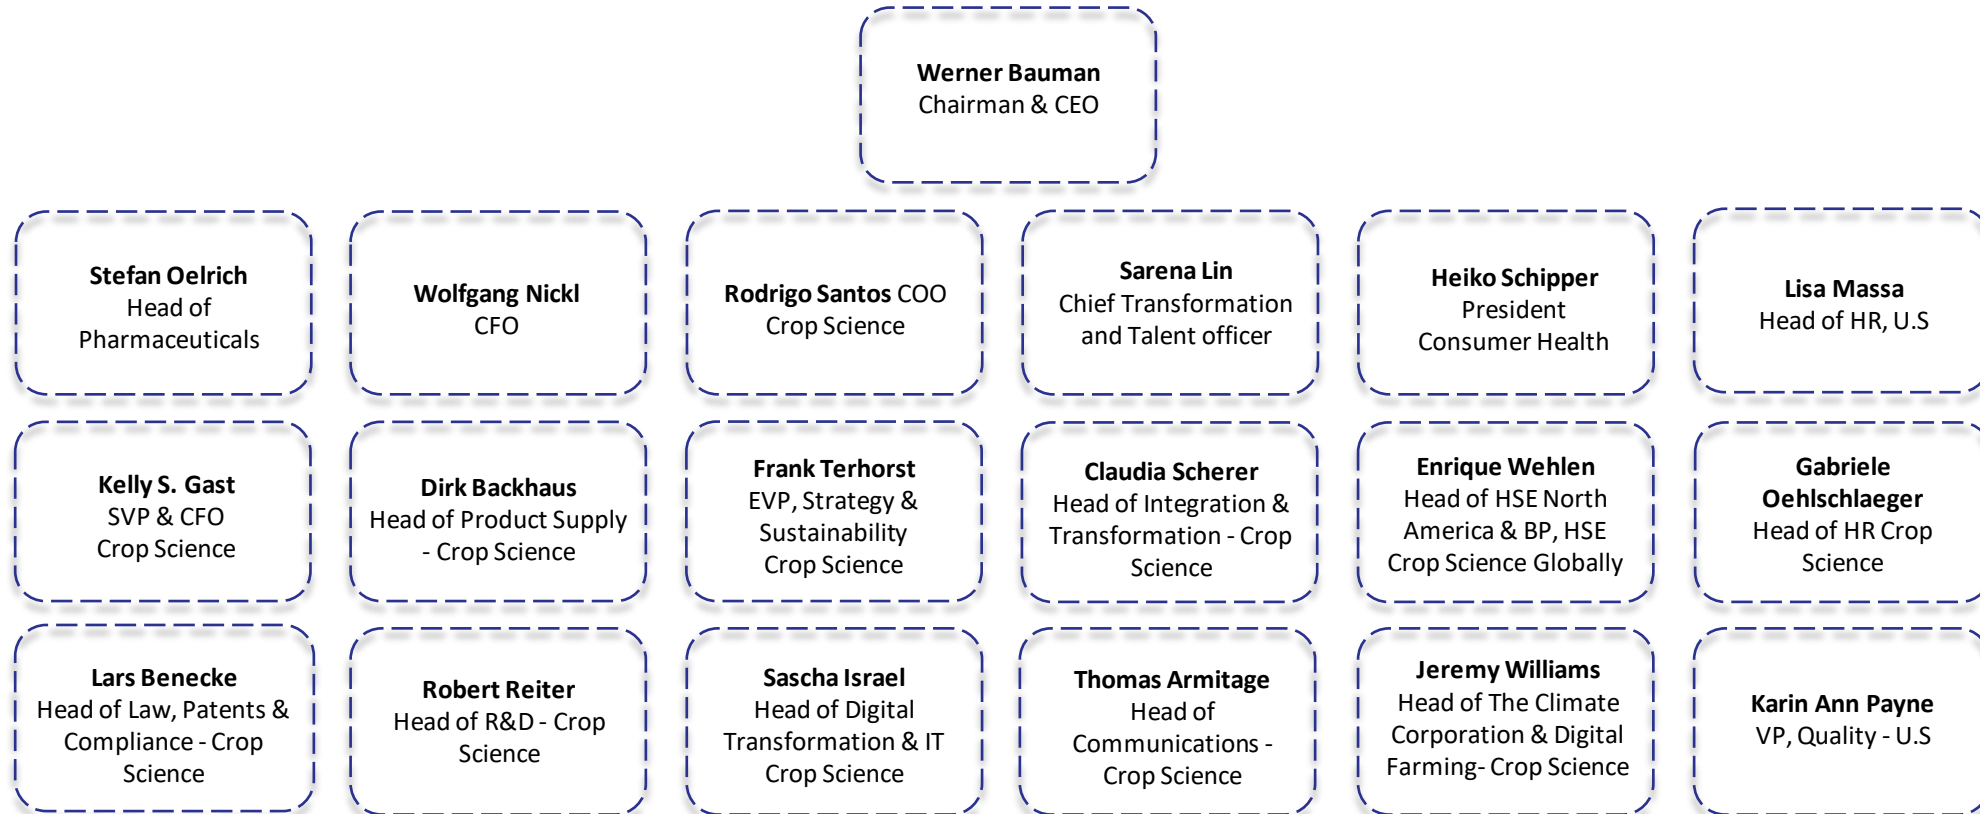 Werner Bauman
Chairman & CEO
Stefan Oelrich
Head of
Pharmaceuticals
Wolfgang Nickl
CFO
Rodrigo Santos COO
Crop Science
Sarena Lin
Chief Transformation
and Talent officer
Heiko Schipper
President
Consumer Health
Lisa Massa
Head of HR, U.S
Kelly S. Gast
SVP & CFO
Crop Science
Dirk Backhaus
Head of Product Supply
- Crop Science
Frank Terhorst
EVP, Strategy &
Sustainability
Crop Science
Claudia Scherer
Head of Integration &
Transformation - Crop
Science
Enrique Wehlen
Head of HSE North
America & BP, HSE
Crop Science Globally
Gabriele
Oehlschlaeger
Head of HR Crop
Science
Lars Benecke
Head of Law, Patents &
Compliance - Crop
Science
Robert Reiter
Head of R&D - Crop
Science
Sascha Israel
Head of Digital
Transformation & IT
Crop Science
Thomas Armitage
Head of
Communications -
Crop Science
Jeremy Williams
Head of The Climate
Corporation & Digital
Farming- Crop Science
Karin Ann Payne
VP, Quality - U.S